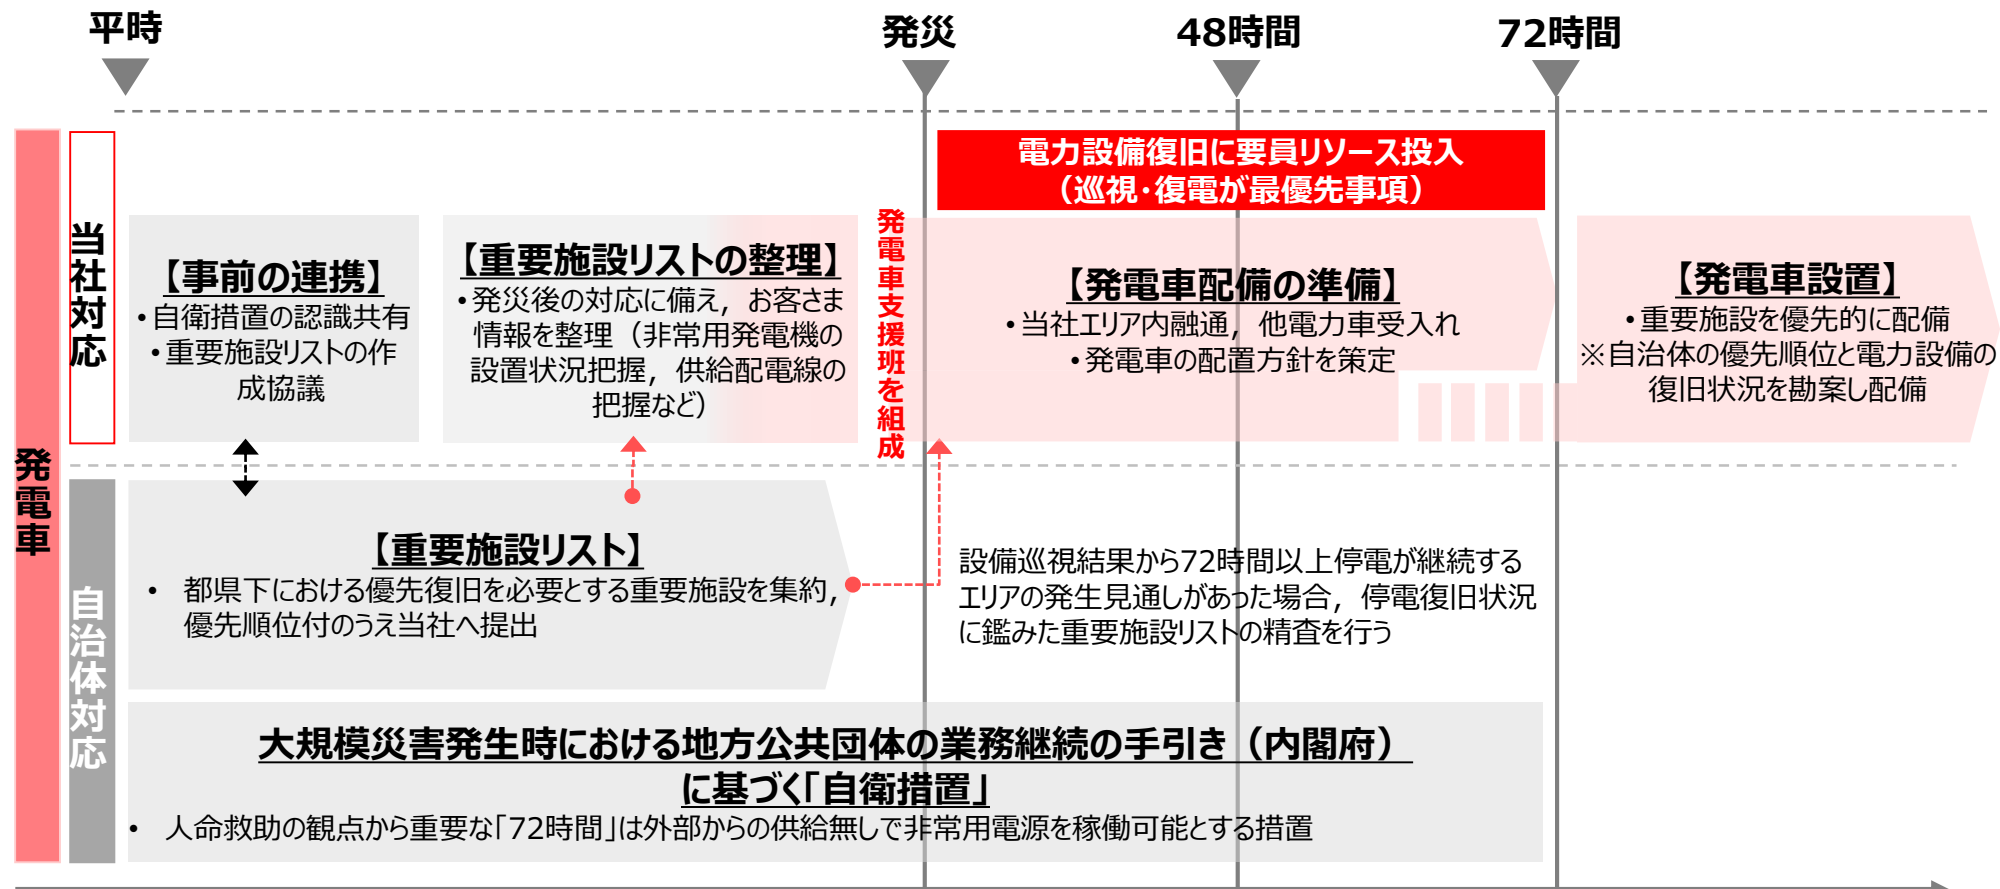 平時
発災
48時間
72時間
発電車
当社対応
電力設備復旧に要員リソース投入
（巡視・復電が最優先事項）
【事前の連携】
•自衛措置の認識共有
•重要施設リストの作
成協議
【重要施設リストの整理】
•発災後の対応に備え，お客さま
情報を整理（非常用発電機の
設置状況把握，供給配電線の
把握など）
発電車支援班を組成
【発電車配備の準備】
•当社エリア内融通，他電力車受入れ
•発電車の配置方針を策定
【発電車設置】
•重要施設を優先的に配備
※自治体の優先順位と電力設備の
復旧状況を勘案し配備
自治体対応
【重要施設リスト】
• 都県下における優先復旧を必要とする重要施設を集約，
優先順位付のうえ当社へ提出
設備巡視結果から72時間以上停電が継続する
エリアの発生見通しがあった場合，停電復旧状況
に鑑みた重要施設リストの精査を行う
大規模災害発生時における地方公共団体の業務継続の手引き（内閣府）
に基づく「自衛措置」
• 人命救助の観点から重要な「72時間」は外部からの供給無しで非常用電源を稼働可能とする措置